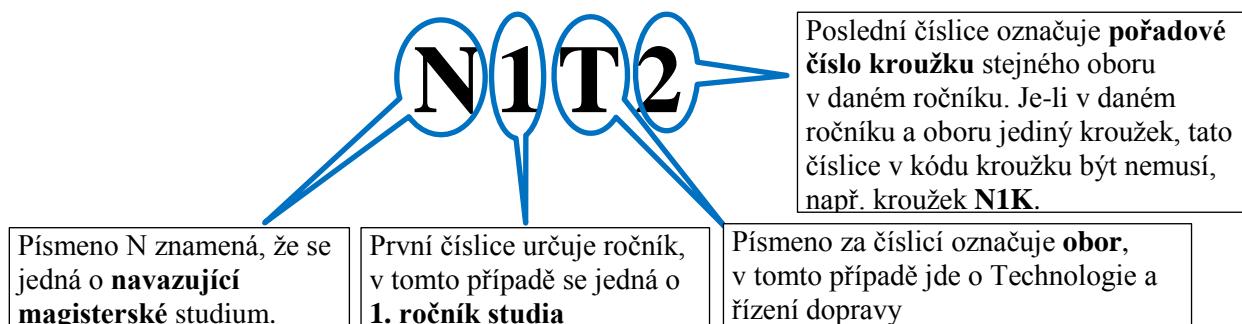 N1T2
Poslední číslice označuje pořadové
číslo kroužku stejného oboru
v daném ročníku. Je-li v daném
ročníku a oboru jediný kroužek, tato
číslice v kódu kroužku být nemusí,
např. kroužek N1K.
Písmeno N znamená, že se
jedná o navazující
magisterské studium.
První číslice určuje ročník,
v tomto případě se jedná o
1. ročník studia
Písmeno za číslicí označuje obor,
v tomto případě jde o Technologie a
řízení dopravy